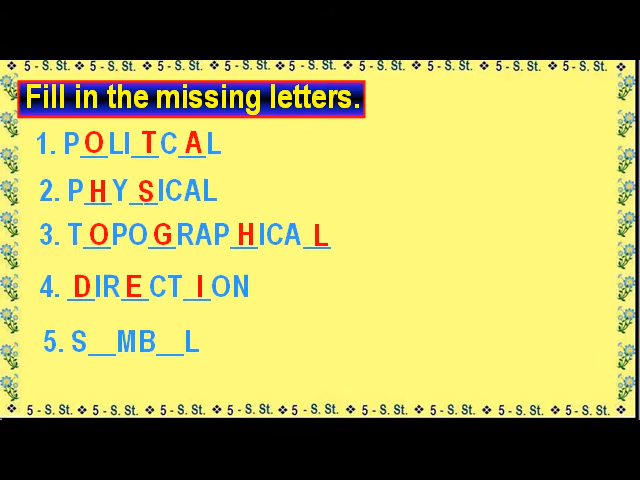 5 - S. St. ❖ 5 - S. St. ❖ 5 - S. St. ❖ 5 - S. St. ❖ 5 - S. St. ❖ 5 - S. St. ❖ 5 - S. St. ❖ 5 - S. St. ❖ 5 - S. St.
Fill in the missing letters.
1. POLITCAL
2. PHYSICAL
3. TOPOGRAPHICAL
4. DIRECTION
5. S__MB__L
5 - S. St. ❖ 5 - S. St. ❖ 5 - S. St. ❖ 5 - S. St. ❖ 5 - S. St. ❖ 5 - S. St. ❖ 5 - S. St. ❖ 5 - S. St. ❖ 5 - S. St.